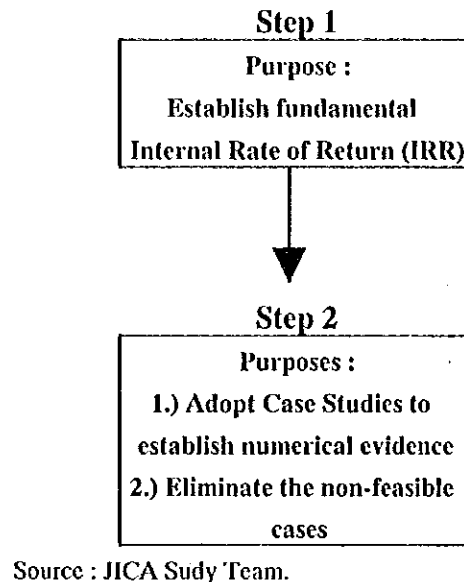 Step 1
Purpose :
Establish fundamental
Internal Rate of Return (IRR)
Step 2
Purposes :
1.) Adopt Case Studies to
establish numerical evidence
2.) Eliminate the non-feasible
cases
Source : JICA Sudy Team.